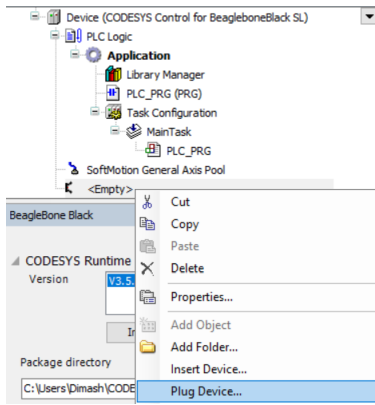 Device (CODESYS Control for BeagleboneBlack SL)
PLC Logic
Application
Library Manager
PLC_PRG (PRG)
Task Configuration
MainTask
PLC_PRG
SoftMotion General Axis Pool
<Empty>
Cut
Copy
Paste
Delete
Properties...
Add Object
Add Folder...
Insert Device...
Plug Device...
BeagleBone Black
CODESYS Runtime
Version
V3.5.
Package directory
C:\Users\Dimash\CODE